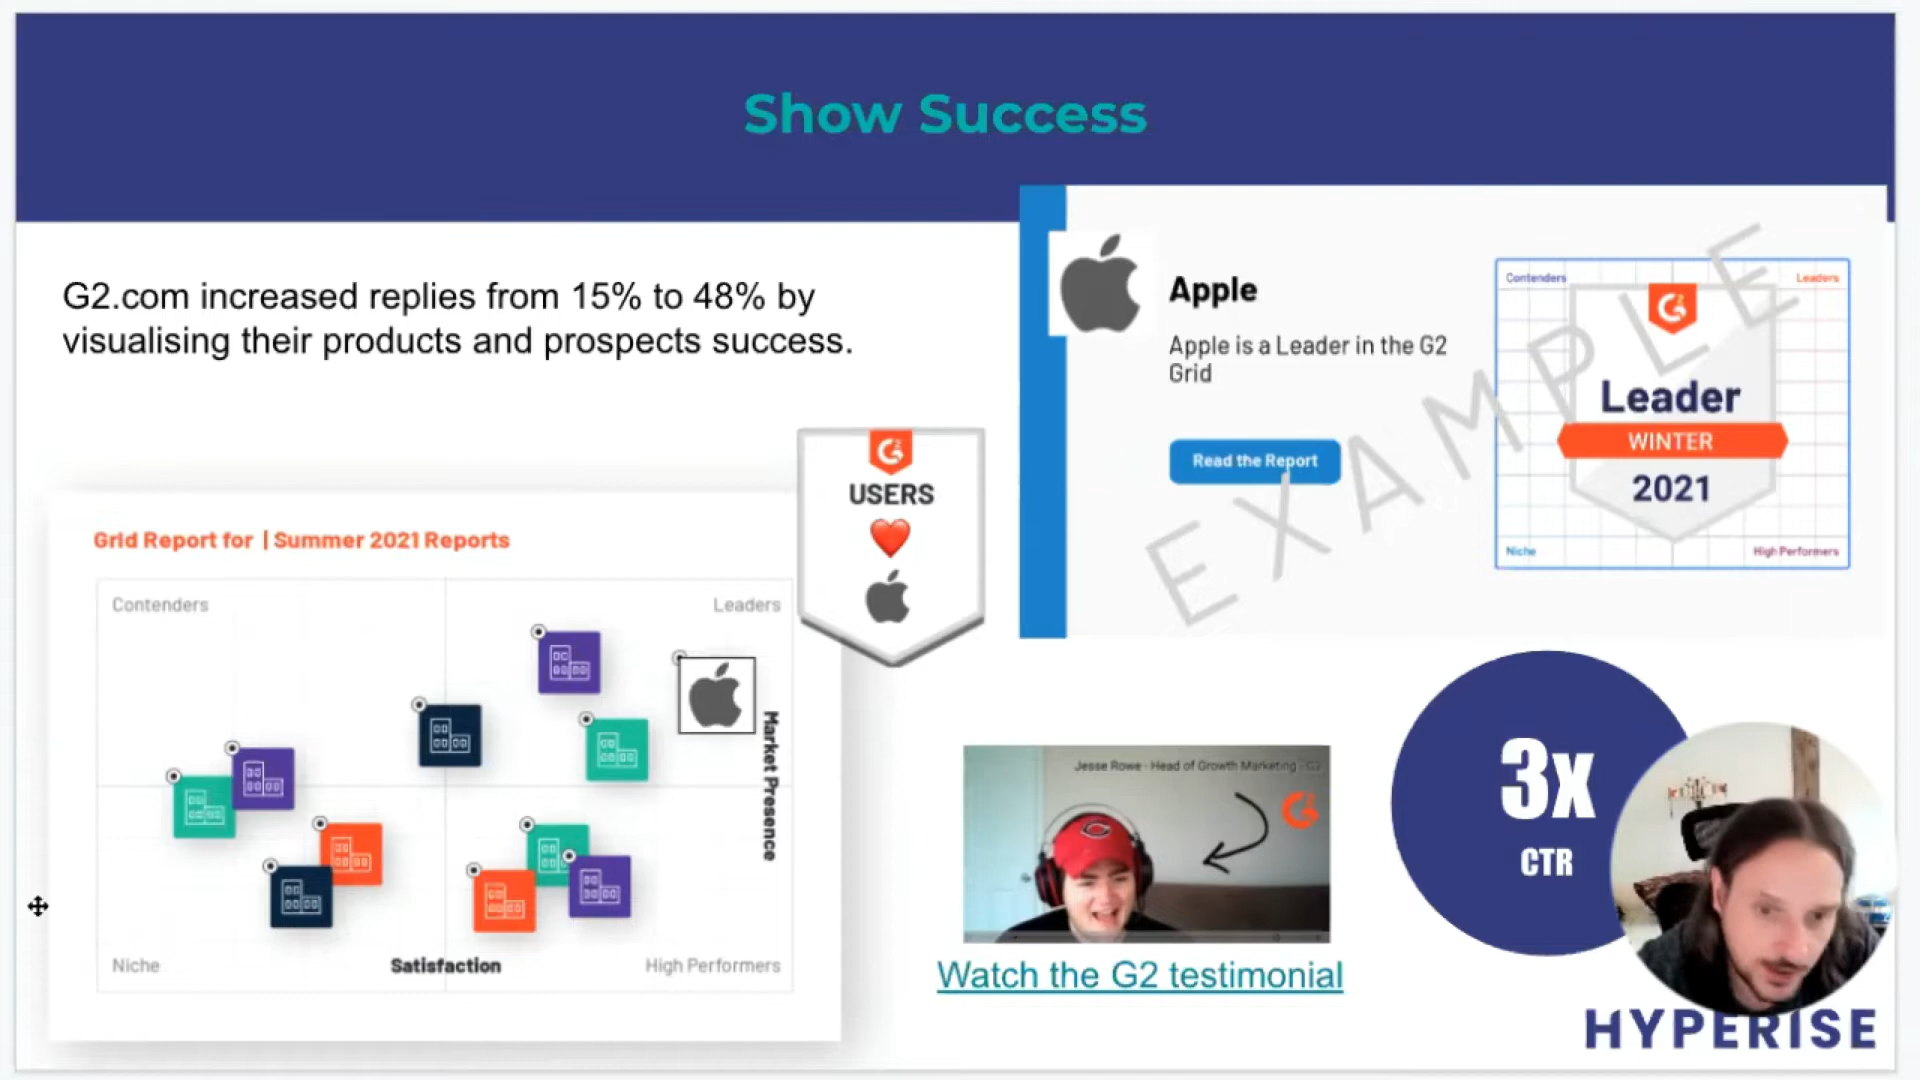 Show Success
G2.com increased replies from 15% to 48% by
visualising their products and prospects success.
Apple
Apple is a Leader in the G2
Grid
Read the Report
EXAMPLE
Contenders
Leaders
Leader
WINTER
2021
Niche
High Performers
USERS
Grid Report for | Summer 2021 Reports
Contenders
Leaders
Market Presence
Niche
Satisfaction
High Performers
Jesse Rowe - Head of Growth Marketing - G2
Watch the G2 testimonial
3x
CTR
HYPERISE